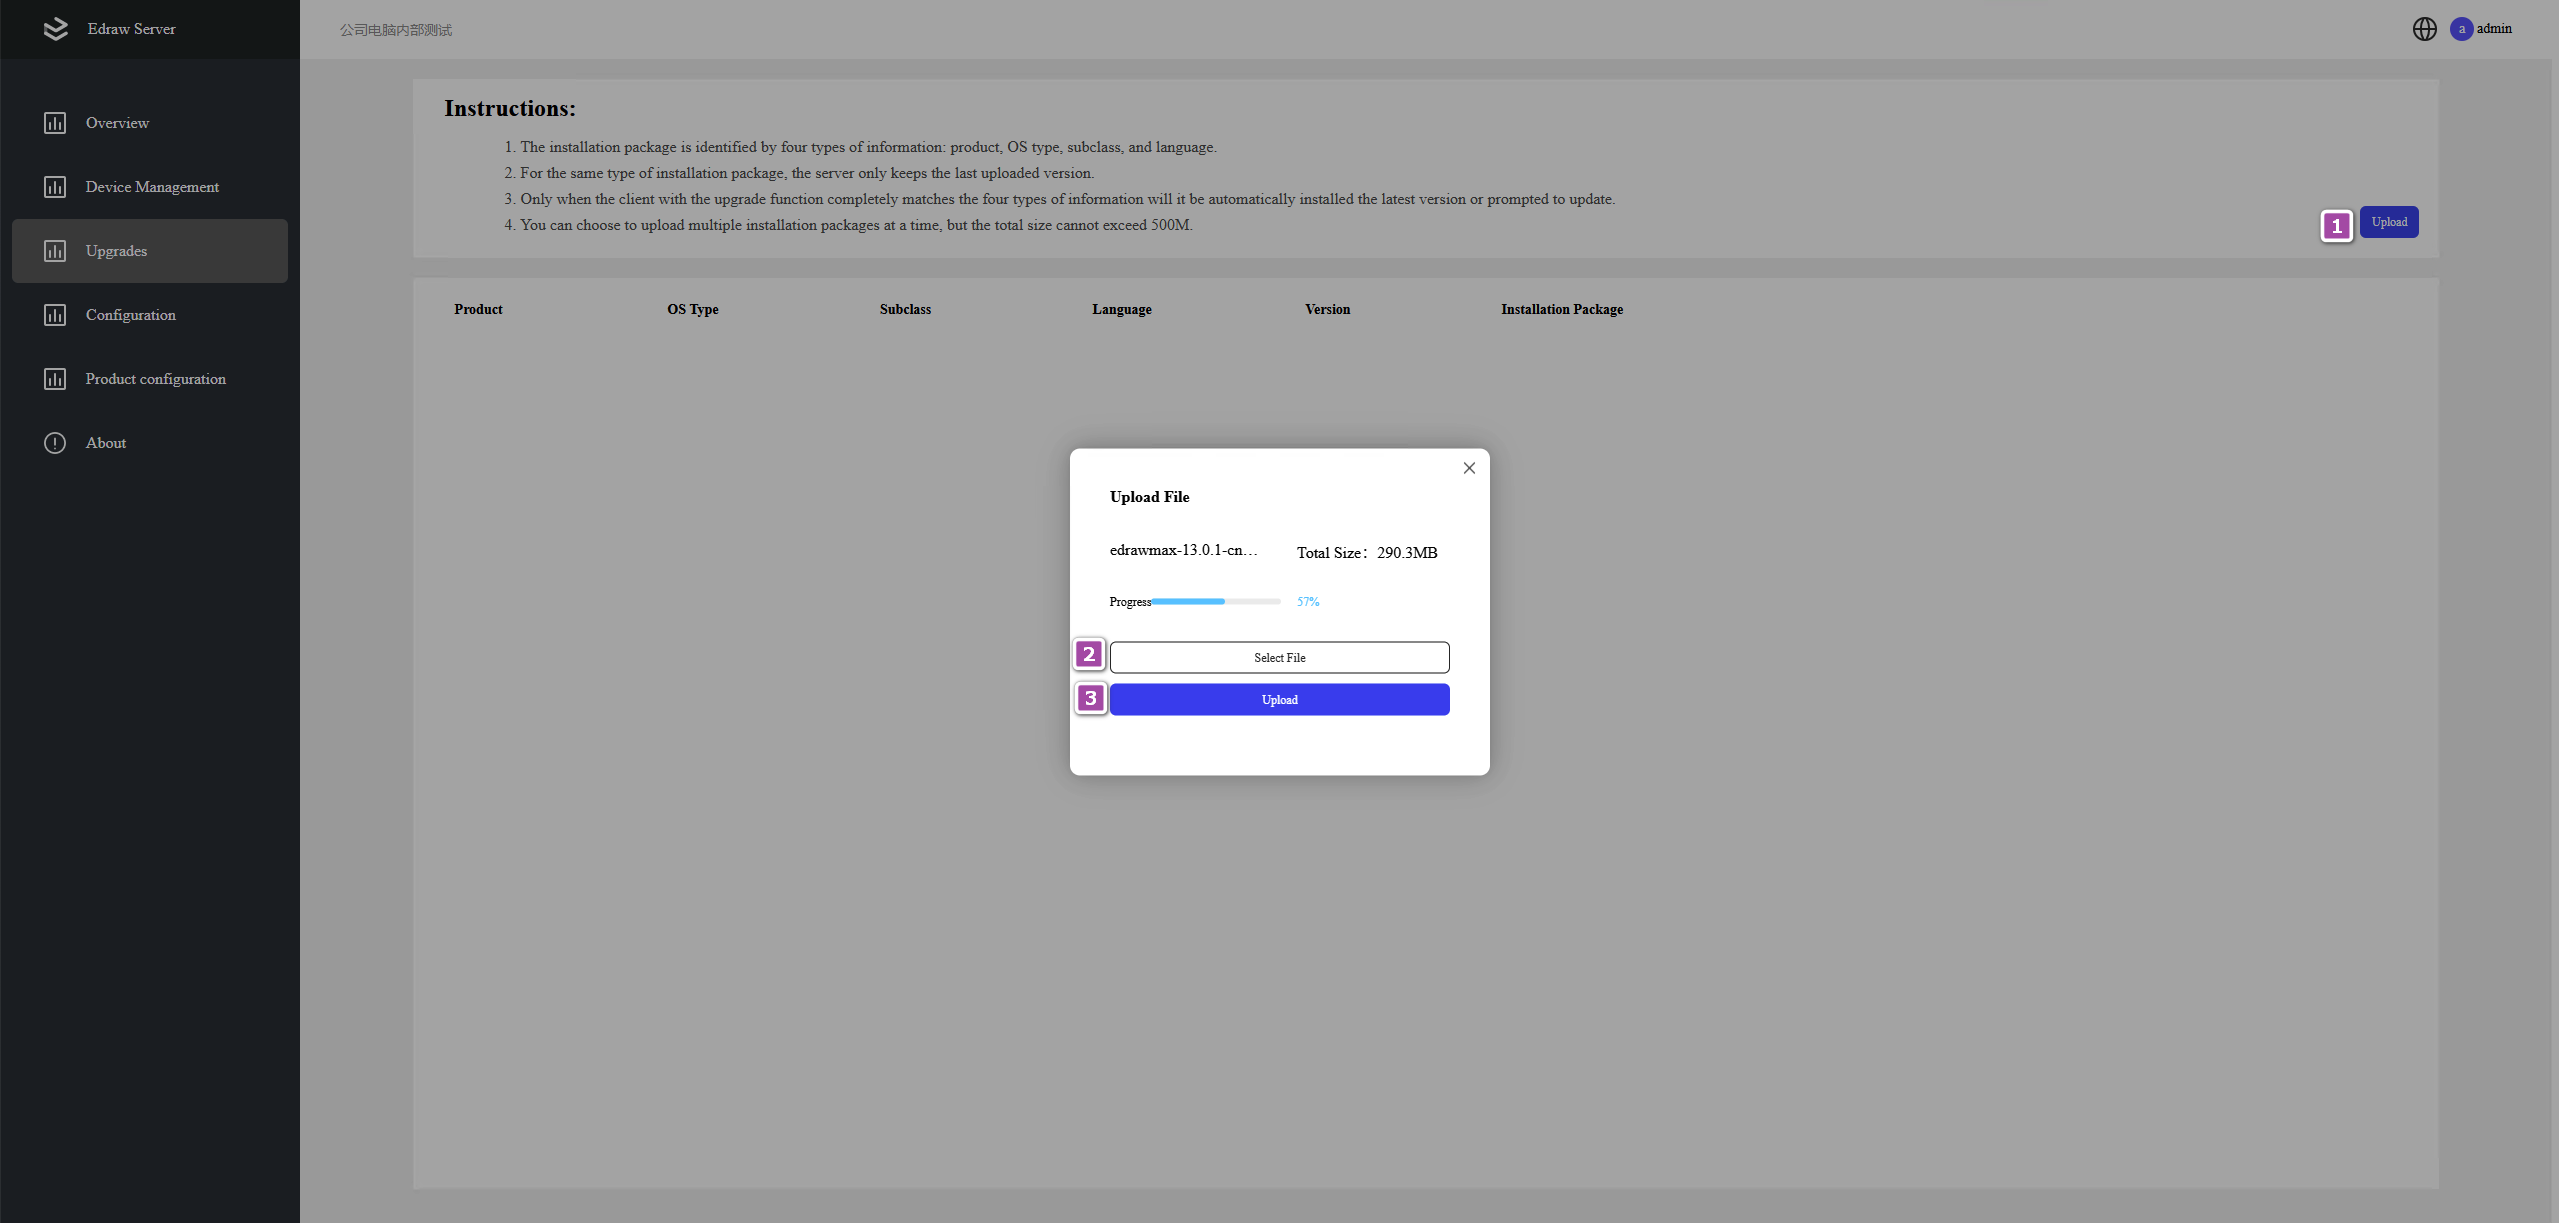 Edraw Server
公司电脑内部测试
a admin
Overview
Device Management
Upgrades
Configuration
Product configuration
About
Instructions:
1. The installation package is identified by four types of information: product, OS type, subclass, and language.
2. For the same type of installation package, the server only keeps the last uploaded version.
3. Only when the client with the upgrade function completely matches the four types of information will it be automatically installed the latest version or prompted to update.
4. You can choose to upload multiple installation packages at a time, but the total size cannot exceed 500M.
1 Upload
Product OS Type Subclass Language Version Installation Package
Upload File
edrawmax-13.0.1-cn... Total Size：290.3MB
Progress 57%
2 Select File
3 Upload